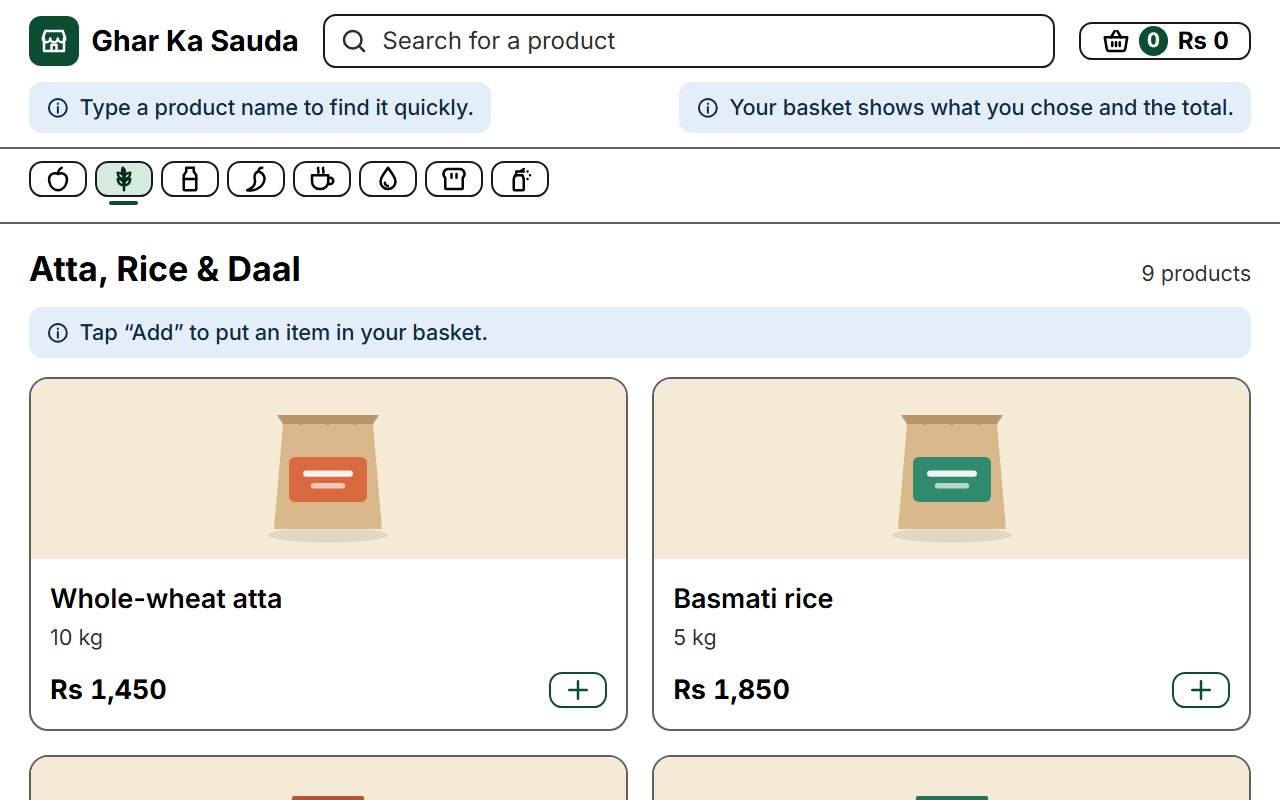 Ghar Ka Sauda
Search for a product
0 Rs 0
Type a product name to find it quickly.
Your basket shows what you chose and the total.
Atta, Rice & Daal
9 products
Tap “Add” to put an item in your basket.
Whole-wheat atta
10 kg
Rs 1,450
Basmati rice
5 kg
Rs 1,850